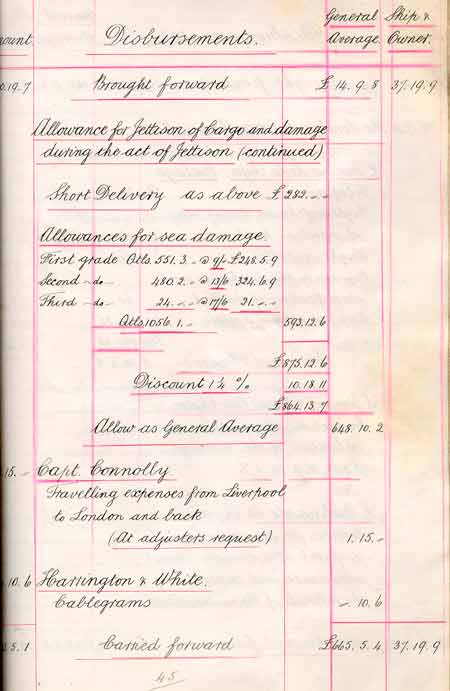 General Ship &
ount. Disbursements. Average Owner.
0.19.7 Brought forward £ 14.9.8 37.19.9
Allowance for Jettison of Cargo and damage
during the act of Jettison (continued)
Short Delivery as above £ 282.-.-
Allowances for sea damage.
First grade Qtls. 551.3.- @ 9/- £248.5.9
Second -do- 480.2.- @ 13/6 324.6.9
Third -do- 24.-.- @ 17/6 21.-.-
Qtls 1056.1.- 593.12.6
£875.12.6
Discount 1¼ % 10.18.11
£864.13.7
Allow as General Average 648.10.2
15.- Capt. Connolly
Travelling expenses from Liverpool
to London and back
(At adjusters request) 1.15.-
10.6 Harrington & White.
Cablegrams -.10.6
5.1 Carried forward £665.5.4 37.19.9
45